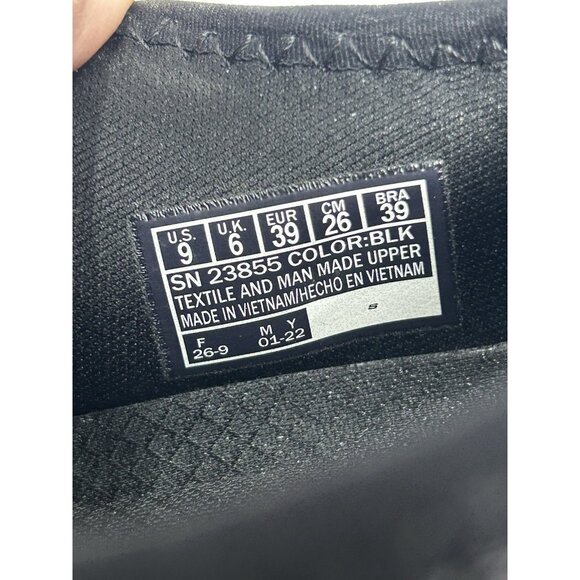 U.S. U.K. EUR CM BRA
9 6 39 26 39
SN 23855 COLOR:BLK
TEXTILE AND MAN MADE UPPER
MADE IN VIETNAM/HECHO EN VIETNAM
F M Y
26-9 01-22
S